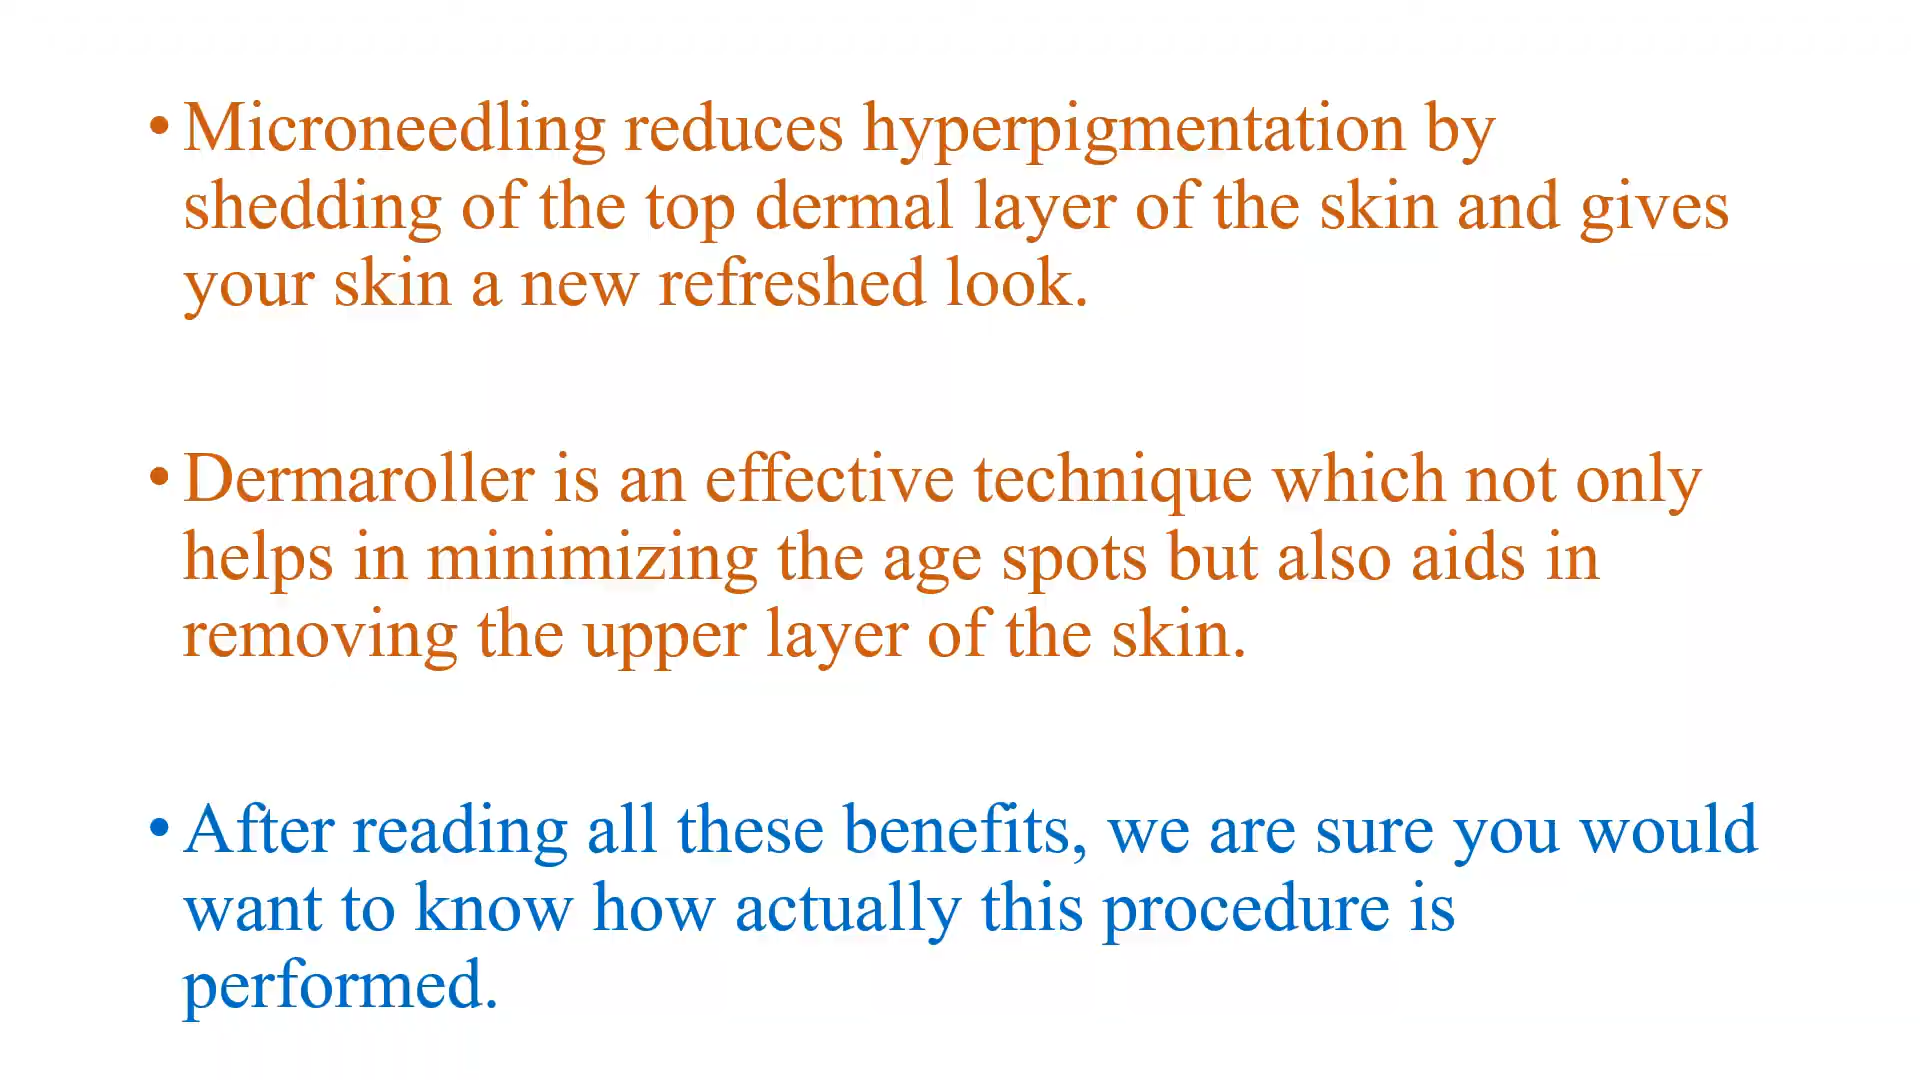 • Microneedling reduces hyperpigmentation by
shedding of the top dermal layer of the skin and gives
your skin a new refreshed look.
• Dermaroller is an effective technique which not only
helps in minimizing the age spots but also aids in
removing the upper layer of the skin.
• After reading all these benefits, we are sure you would
want to know how actually this procedure is
performed.